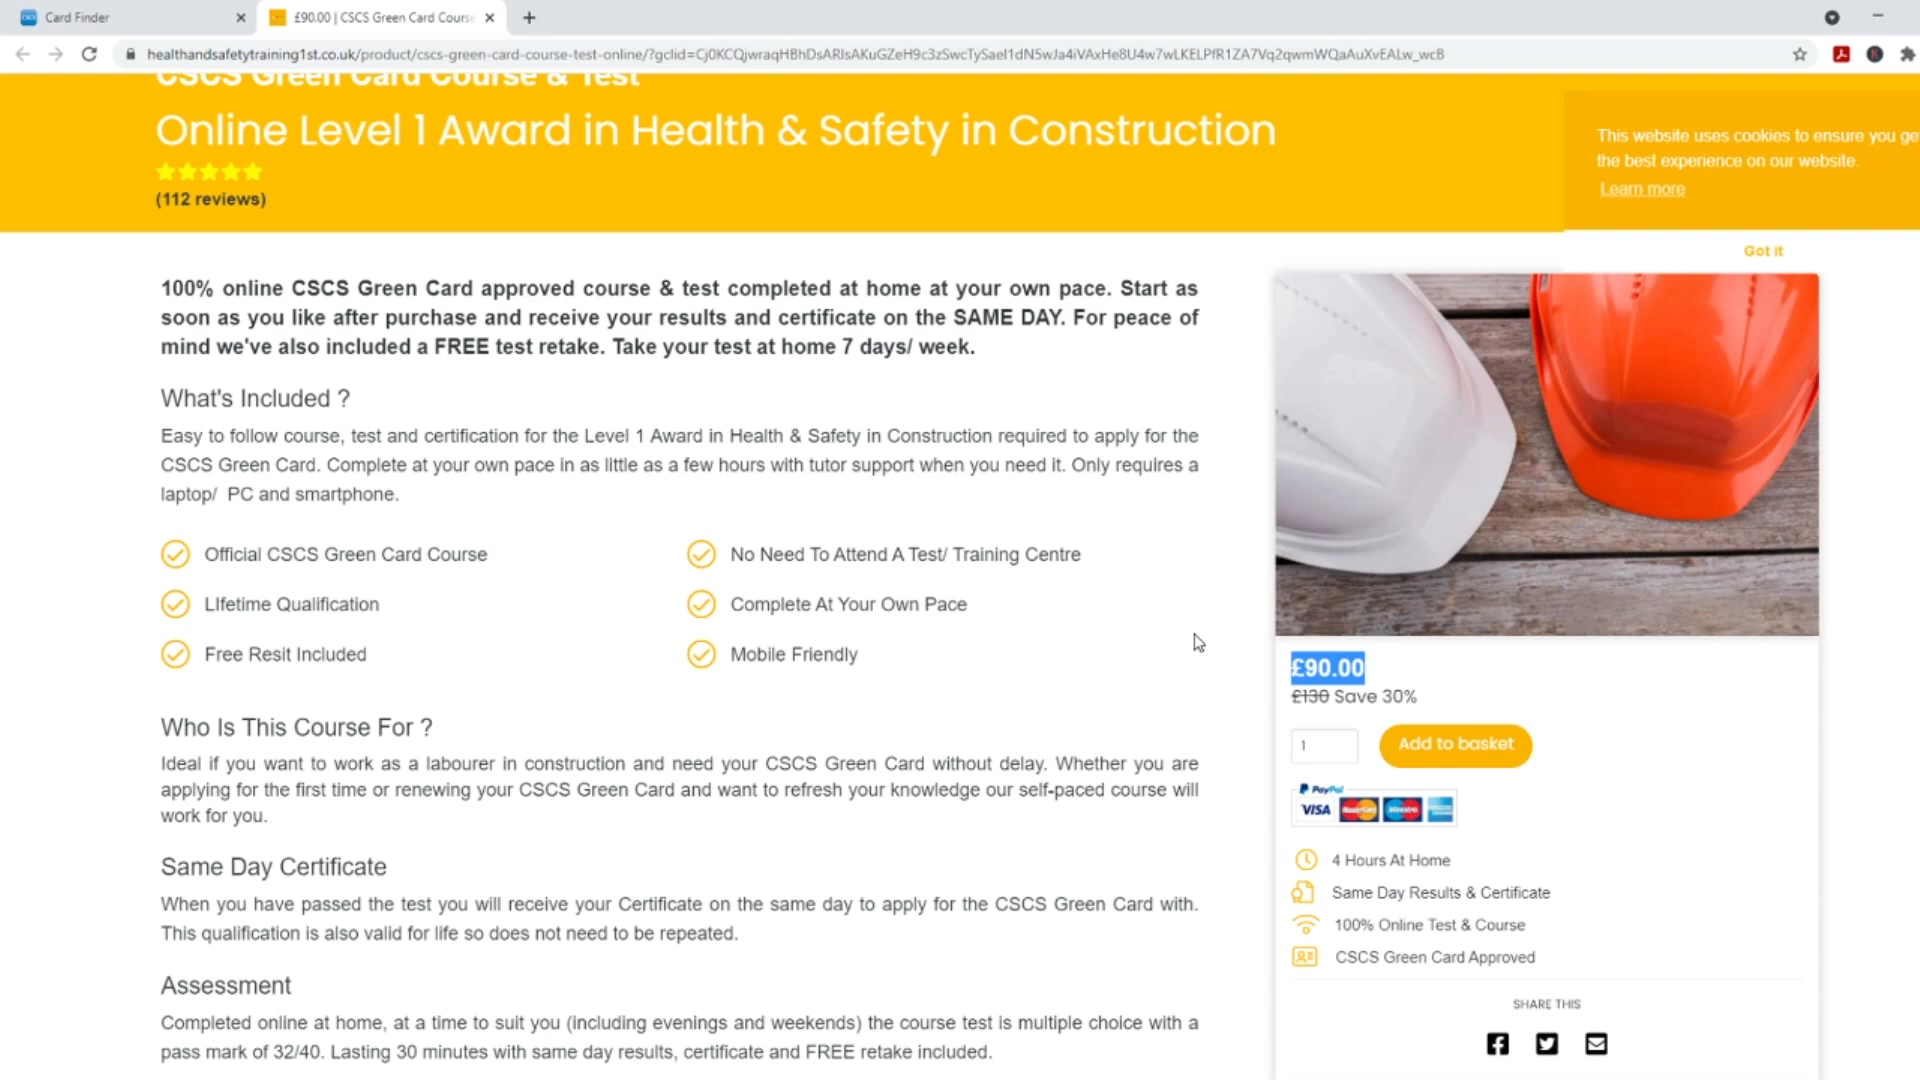 Card Finder
£90.00 | CSCS Green Card Course
healthandsafetytraining1st.co.uk/product/cscs-green-card-course-test-online/?gclid=Cj0KCQjwraqHBhDsARIsAKuGZeH9c3zSwcTySaeI1dN5wJa4iVAxHe8U4w7wLKELPfR1ZA7Vq2qwmWQaAuXvEALw_wcB
CSCS Green Card Course & Test
Online Level 1 Award in Health & Safety in Construction
(112 reviews)
This website uses cookies to ensure you ge
the best experience on our website.
Learn more
Got it
100% online CSCS Green Card approved course & test completed at home at your own pace. Start as
soon as you like after purchase and receive your results and certificate on the SAME DAY. For peace of
mind we've also included a FREE test retake. Take your test at home 7 days/ week.
What's Included ?
Easy to follow course, test and certification for the Level 1 Award in Health & Safety in Construction required to apply for the
CSCS Green Card. Complete at your own pace in as little as a few hours with tutor support when you need it. Only requires a
laptop/ PC and smartphone.
Official CSCS Green Card Course
No Need To Attend A Test/ Training Centre
LIfetime Qualification
Complete At Your Own Pace
Free Resit Included
Mobile Friendly
Who Is This Course For ?
Ideal if you want to work as a labourer in construction and need your CSCS Green Card without delay. Whether you are
applying for the first time or renewing your CSCS Green Card and want to refresh your knowledge our self-paced course will
work for you.
Same Day Certificate
When you have passed the test you will receive your Certificate on the same day to apply for the CSCS Green Card with.
This qualification is also valid for life so does not need to be repeated.
Assessment
Completed online at home, at a time to suit you (including evenings and weekends) the course test is multiple choice with a
pass mark of 32/40. Lasting 30 minutes with same day results, certificate and FREE retake included.
£90.00
£130 Save 30%
1
Add to basket
PayPal
VISA MasterCard Maestro
4 Hours At Home
Same Day Results & Certificate
100% Online Test & Course
CSCS Green Card Approved
SHARE THIS